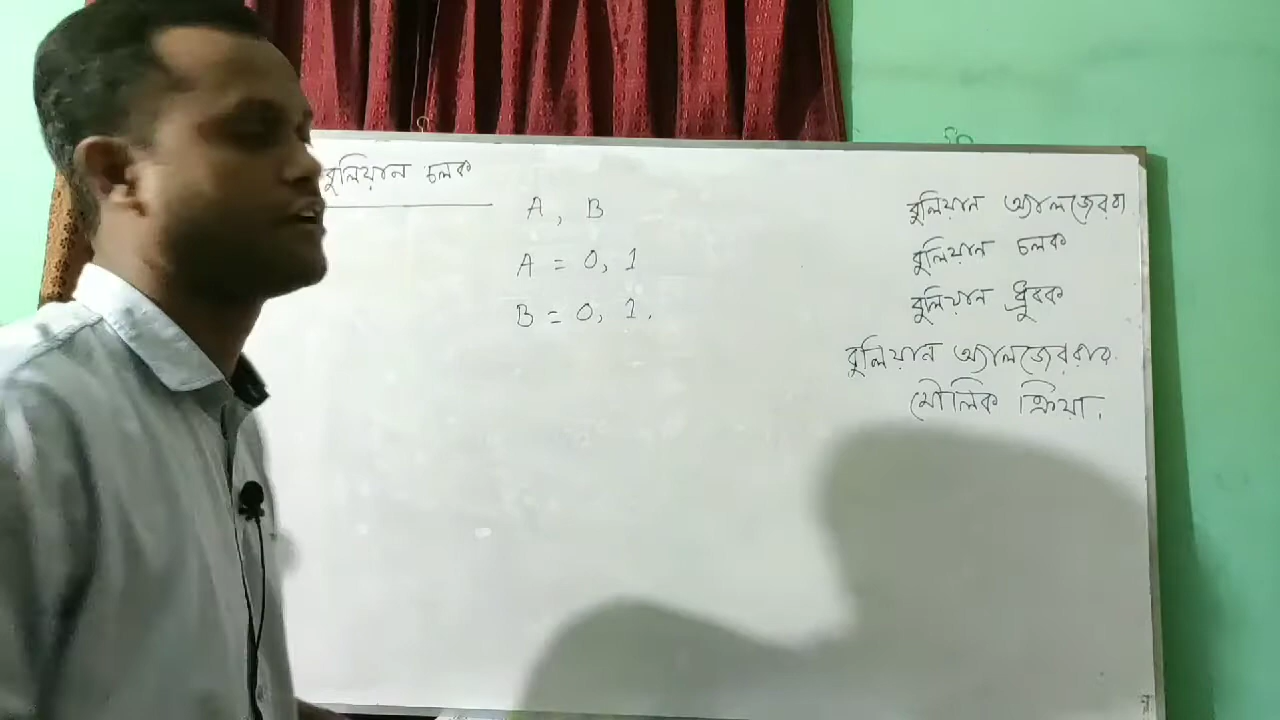 বুলিয়ান চলক
A, B
A = 0, 1
B = 0, 1.
বুলিয়ান অ্যালজেবরা
বুলিয়ান চলক
বুলিয়ান ধ্রুবক
বুলিয়ান অ্যালজেবরার
মৌলিক ক্রিয়া.